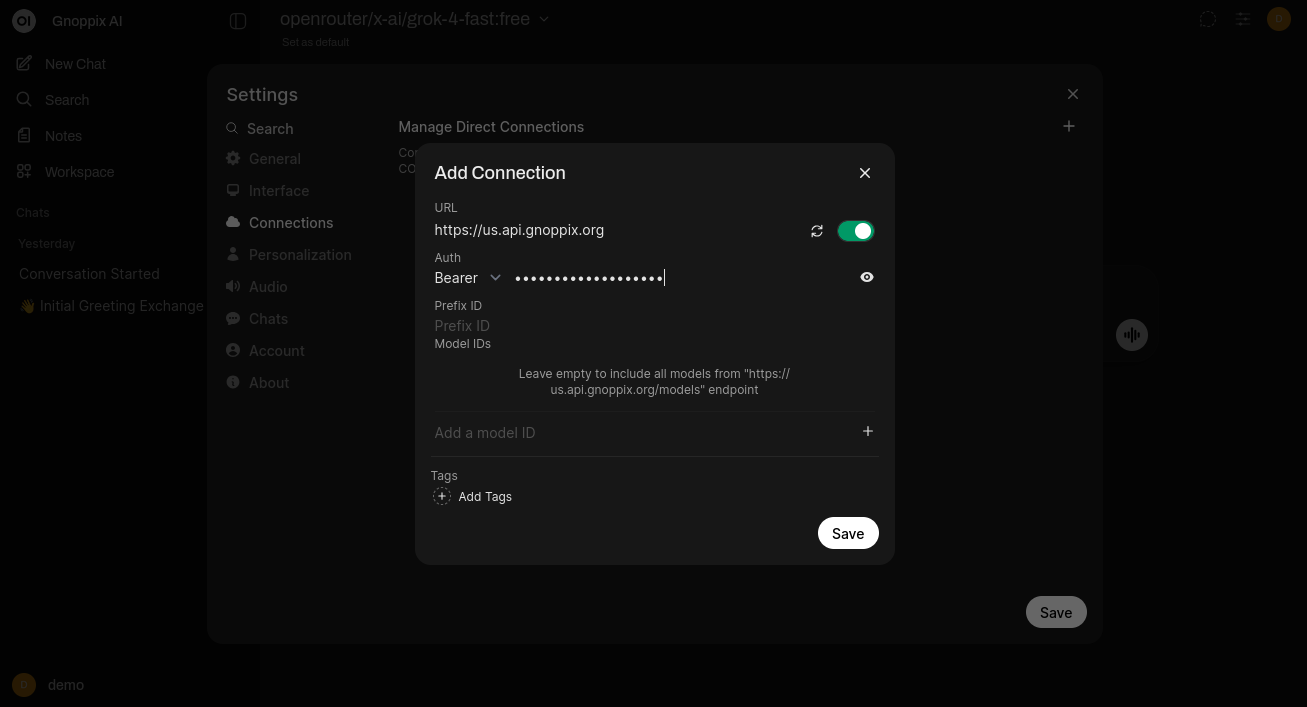 OI Gnoppix AI
openrouter/x-ai/grok-4-fast:free
D
Set as default
New Chat
Search
Notes
Workspace
Chats
Yesterday
Conversation Started
👋 Initial Greeting Exchange
D demo
Settings
Search
General
Interface
Connections
Personalization
Audio
Chats
Account
About
Manage Direct Connections
Add Connection
URL
https://us.api.gnoppix.org
Auth
Bearer •••••••••••••••••••
Prefix ID
Prefix ID
Model IDs
Leave empty to include all models from "https://
us.api.gnoppix.org/models" endpoint
Add a model ID
Tags
Add Tags
Save
Save